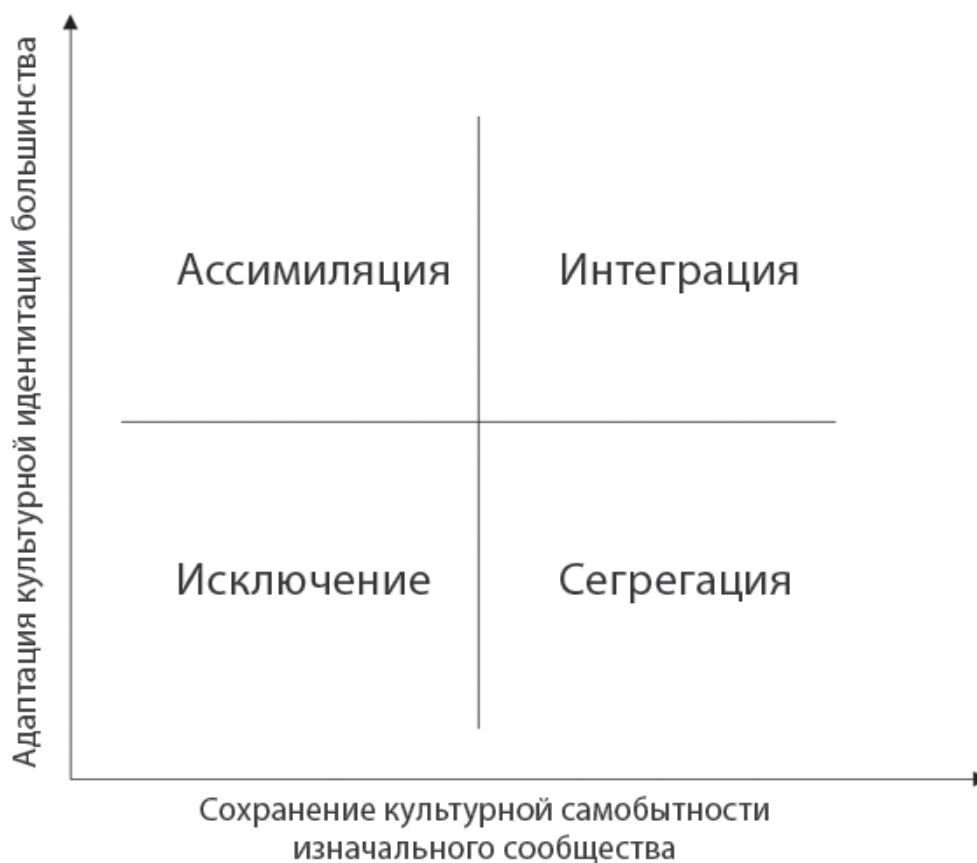 Адаптация культурной идентитации большинства
Ассимиляция
Интеграция
Исключение
Сегрегация
Сохранение культурной самобытности
изначального сообщества